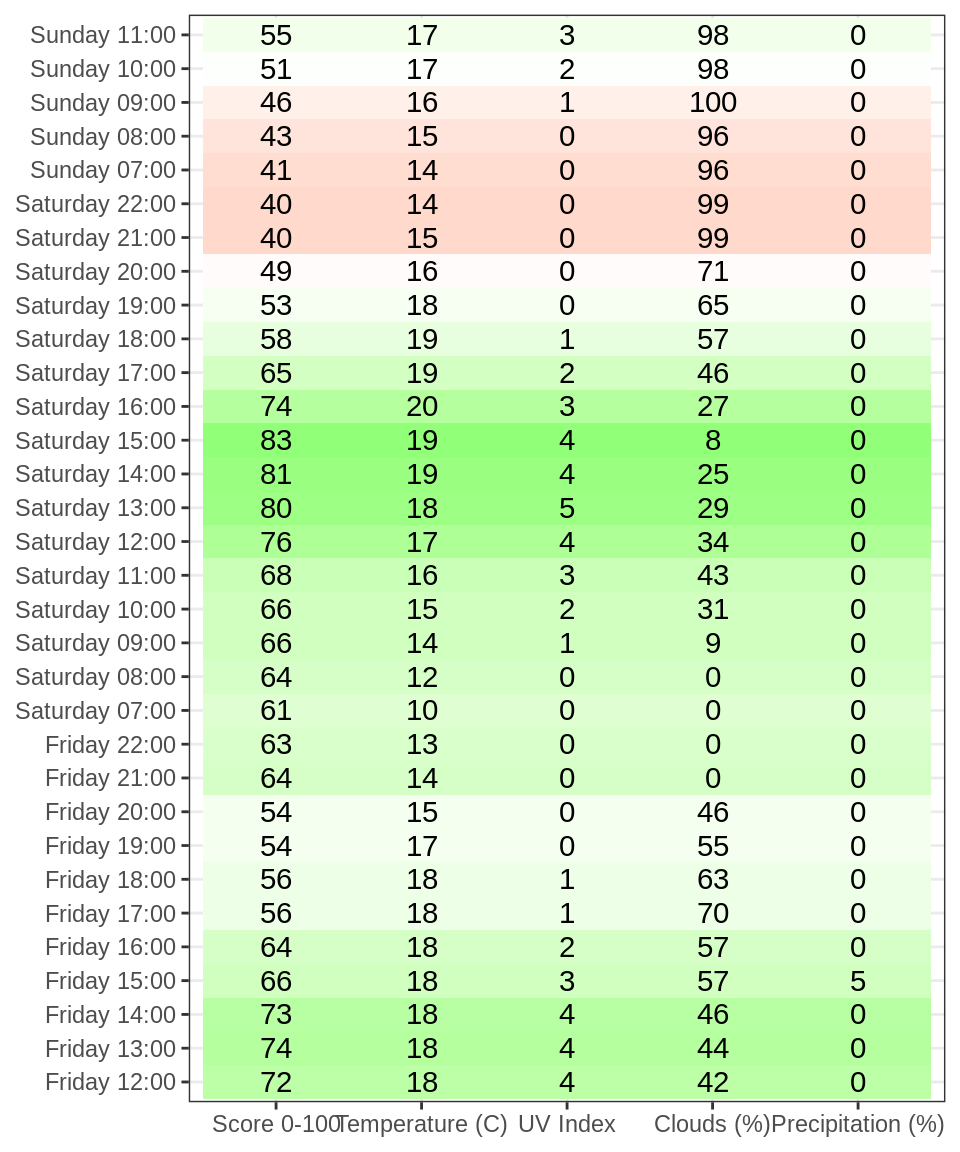 Sunday 11:00 55 17 3 98 0
Sunday 10:00 51 17 2 98 0
Sunday 09:00 46 16 1 100 0
Sunday 08:00 43 15 0 96 0
Sunday 07:00 41 14 0 96 0
Saturday 22:00 40 14 0 99 0
Saturday 21:00 40 15 0 99 0
Saturday 20:00 49 16 0 71 0
Saturday 19:00 53 18 0 65 0
Saturday 18:00 58 19 1 57 0
Saturday 17:00 65 19 2 46 0
Saturday 16:00 74 20 3 27 0
Saturday 15:00 83 19 4 8 0
Saturday 14:00 81 19 4 25 0
Saturday 13:00 80 18 5 29 0
Saturday 12:00 76 17 4 34 0
Saturday 11:00 68 16 3 43 0
Saturday 10:00 66 15 2 31 0
Saturday 09:00 66 14 1 9 0
Saturday 08:00 64 12 0 0 0
Saturday 07:00 61 10 0 0 0
Friday 22:00 63 13 0 0 0
Friday 21:00 64 14 0 0 0
Friday 20:00 54 15 0 46 0
Friday 19:00 54 17 0 55 0
Friday 18:00 56 18 1 63 0
Friday 17:00 56 18 1 70 0
Friday 16:00 64 18 2 57 0
Friday 15:00 66 18 3 57 5
Friday 14:00 73 18 4 46 0
Friday 13:00 74 18 4 44 0
Friday 12:00 72 18 4 42 0
Score 0-100 Temperature (C) UV Index Clouds (%) Precipitation (%)